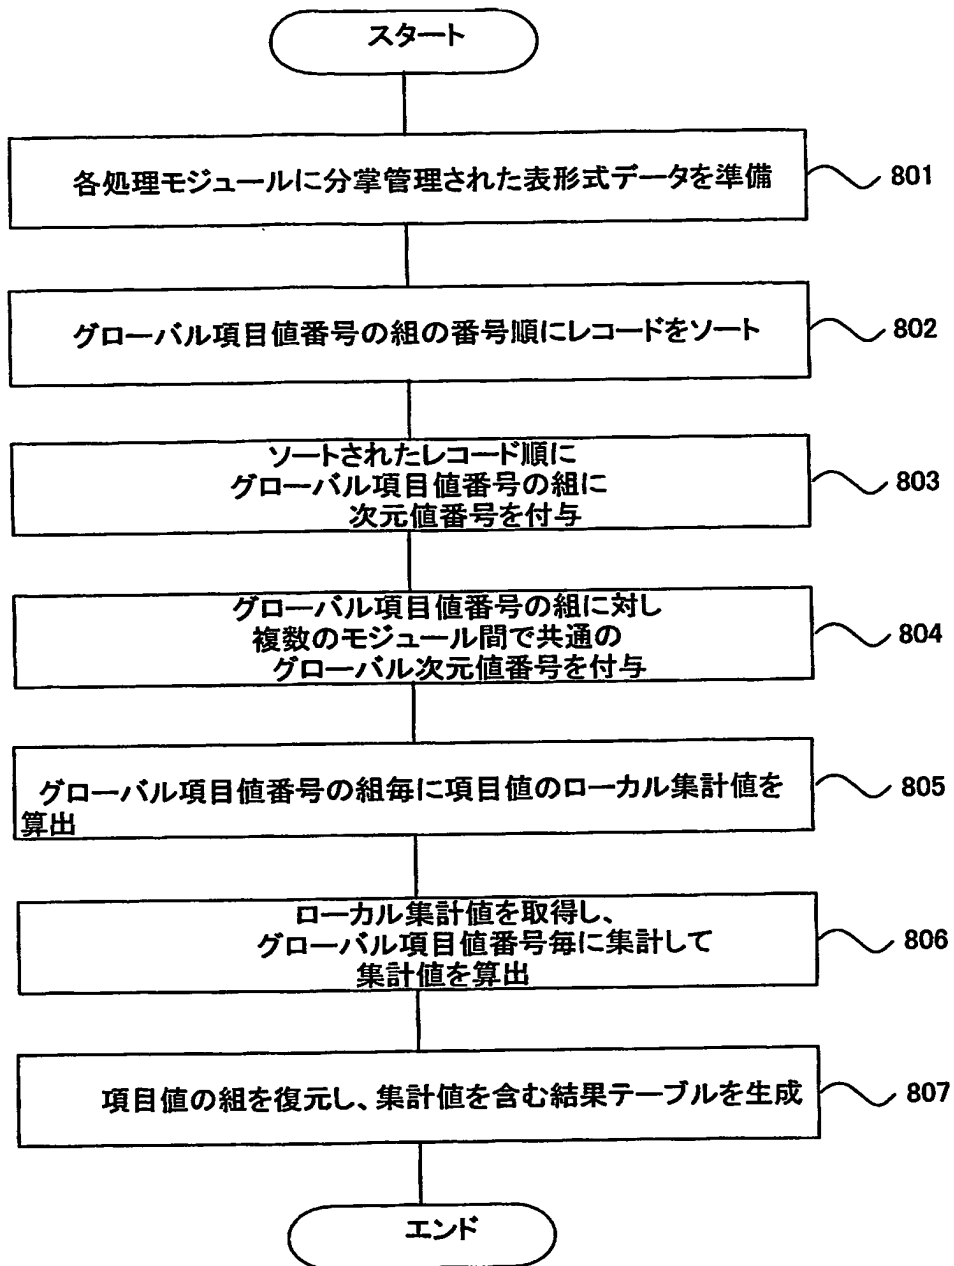 スタート
各処理モジュールに分掌管理された表形式データを準備
801
グローバル項目値番号の組の番号順にレコードをソート
802
ソートされたレコード順に
グローバル項目値番号の組に
次元値番号を付与
803
グローバル項目値番号の組に対し
複数のモジュール間で共通の
グローバル次元値番号を付与
804
グローバル項目値番号の組毎に項目値のローカル集計値を
算出
805
ローカル集計値を取得し、
グローバル項目値番号毎に集計して
集計値を算出
806
項目値の組を復元し、集計値を含む結果テーブルを生成
807
エンド